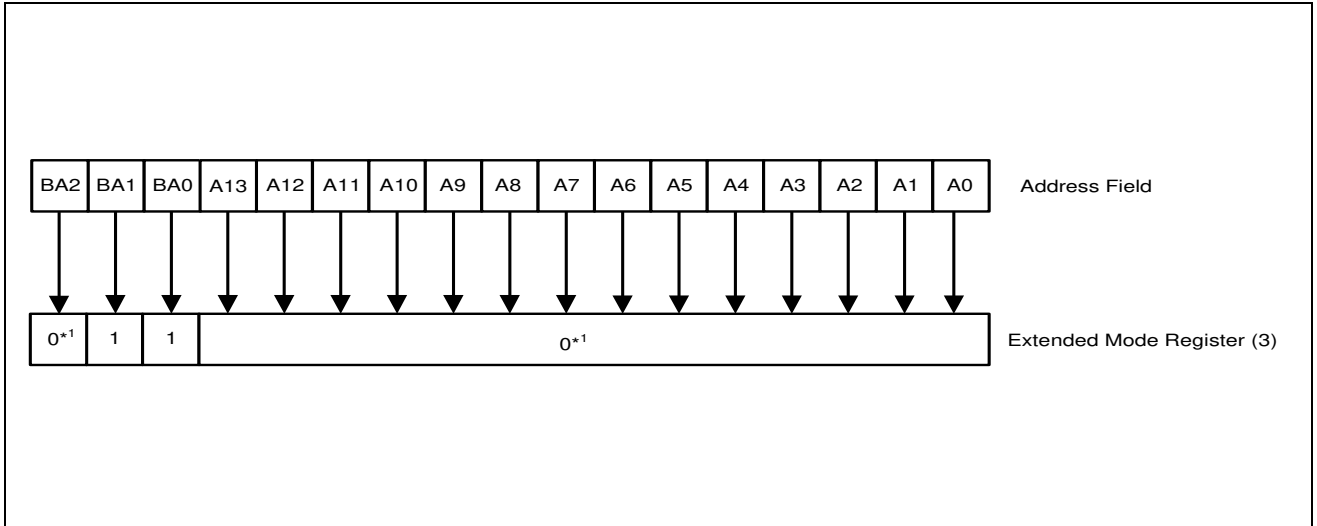 BA2 BA1 BA0 A13 A12 A11 A10 A9 A8 A7 A6 A5 A4 A3 A2 A1 A0 Address Field
0*1 1 1 0*1 Extended Mode Register (3)